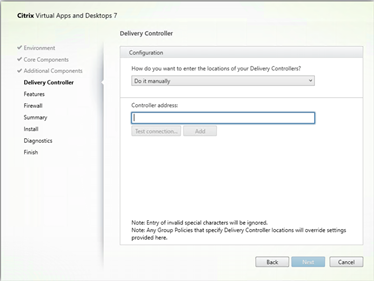 Citrix Virtual Apps and Desktops 7
✔ Environment
✔ Core Components
✔ Additional Components
Delivery Controller
Features
Firewall
Summary
Install
Diagnostics
Finish
Delivery Controller
Configuration
How do you want to enter the locations of your Delivery Controllers?
Do it manually
Controller address:
Test connection...
Add
Note: Entry of invalid special characters will be ignored.
Note: Any Group Policies that specify Delivery Controller locations will override settings
provided here.
Back
Next
Cancel